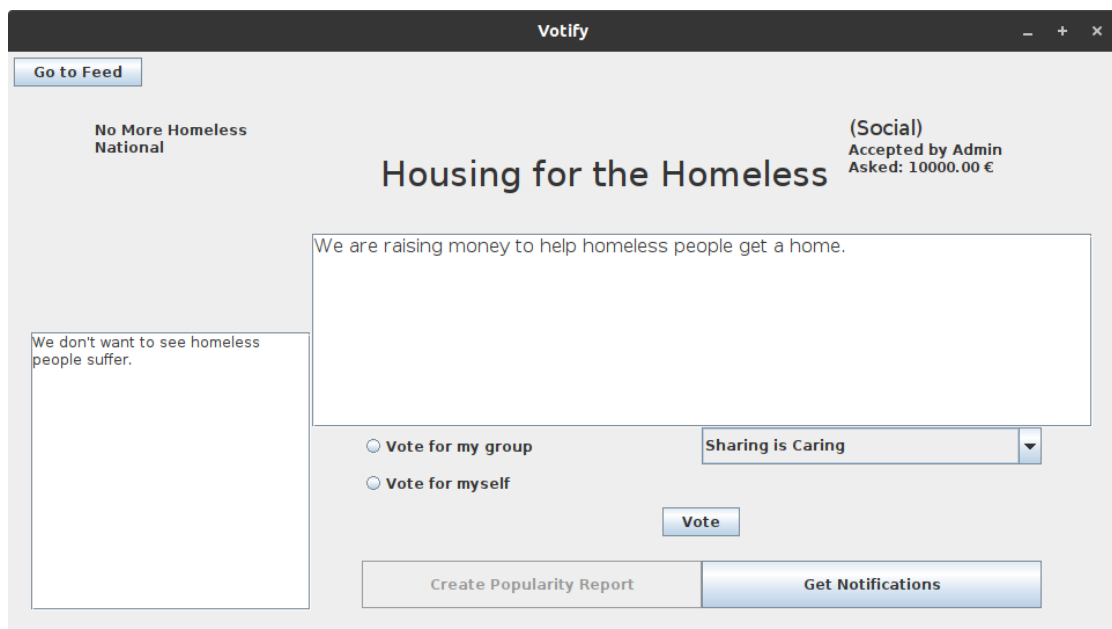 Votify
Go to Feed
No More Homeless
National
Housing for the Homeless
(Social)
Accepted by Admin
Asked: 10000.00 €
We are raising money to help homeless people get a home.
We don't want to see homeless
people suffer.
Vote for my group
Sharing is Caring
Vote for myself
Vote
Create Popularity Report
Get Notifications